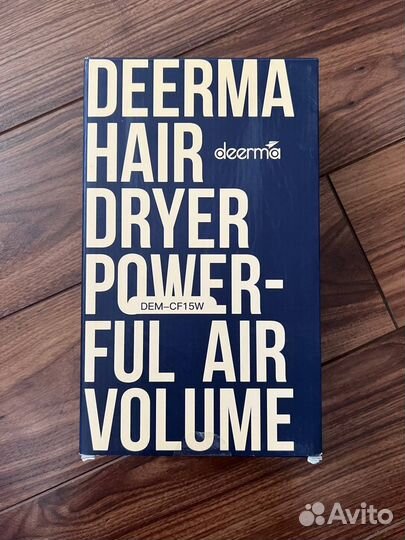 DEERMA
HAIR
deerma
DRYER
POWER-
DEM-CF15W
FUL AIR
VOLUME
Avito